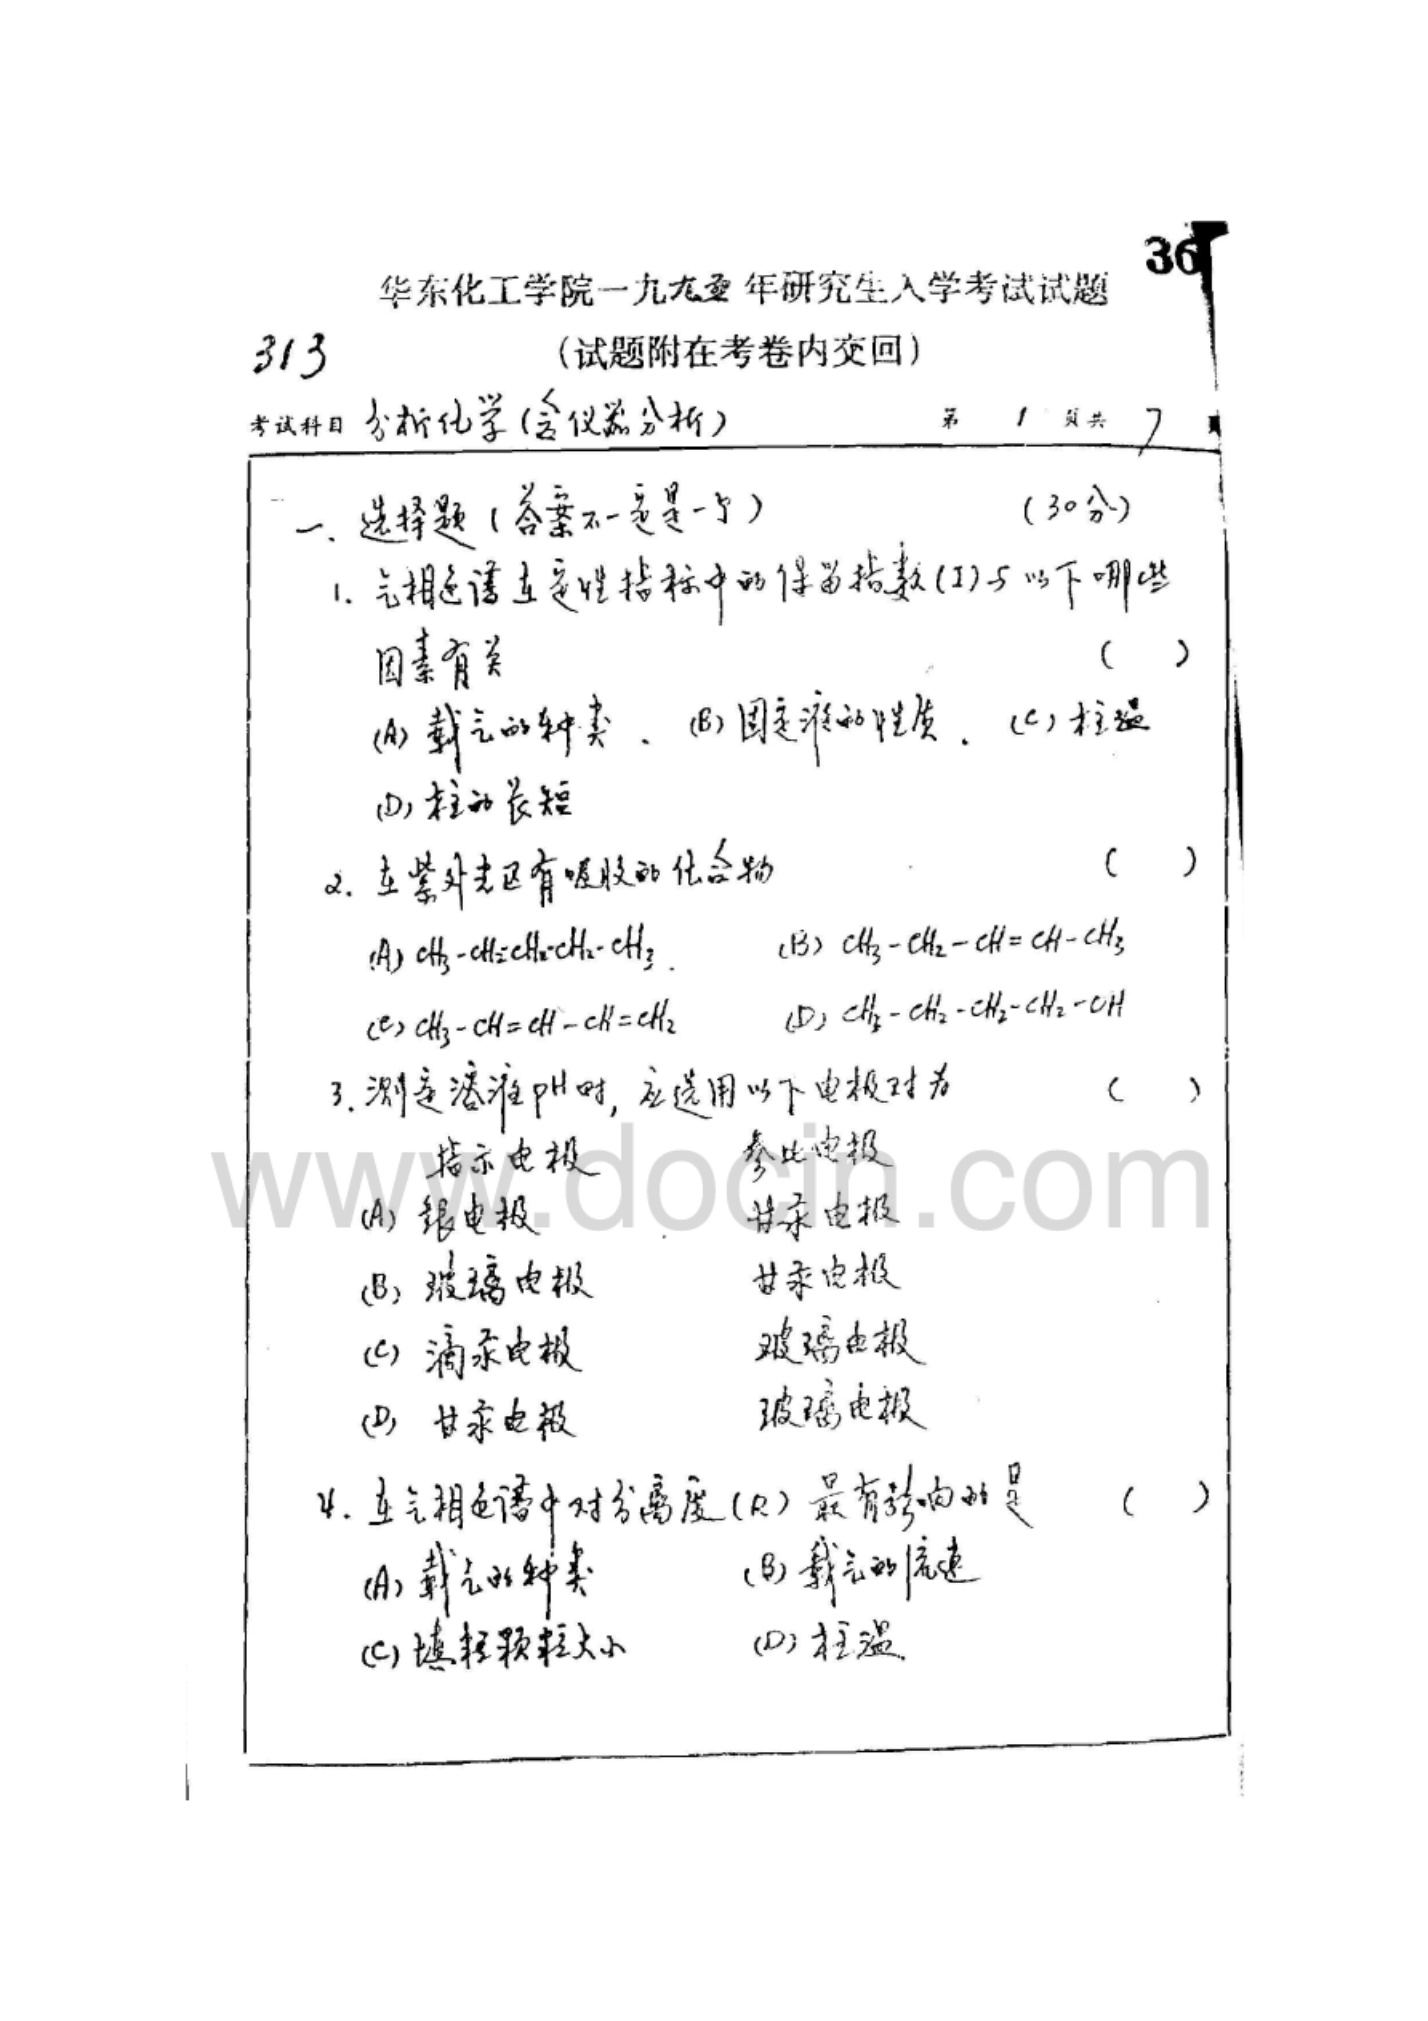 36
华东化工学院一九九五年研究生入学考试试题
313
(试题附在考卷内交回)
考试科目 分析化学(含仪器分析) 第 1 页共 7
一、选择题(答案不一定是一个) (30分)
1. 气相色谱在定性指标中的保留指数(I)与以下哪些
因素有关 ( )
(A) 载气的种类. (B) 固定液的性质. (C) 柱温
(D) 柱的长短
2. 在紫外光区有吸收的化合物 ( )
(A) CH3-CH2-CH2-CH2-CH3. (B) CH3-CH2-CH=CH-CH3
(C) CH3-CH=CH-CH=CH2 (D) CH3-CH2-CH2-CH2-OH
3. 测定溶液pH时, 应选用以下电极对为 ( )
指示电极 参比电极
(A) 银电极 甘汞电极
(B) 玻璃电极 甘汞电极
(C) 滴汞电极 玻璃电极
(D) 甘汞电极 玻璃电极
4. 在气相色谱中对分离度(R)最有影响的是 ( )
(A) 载气的种类 (B) 载气的流速
(C) 填柱颗粒大小 (D) 柱温.
www.docin.com